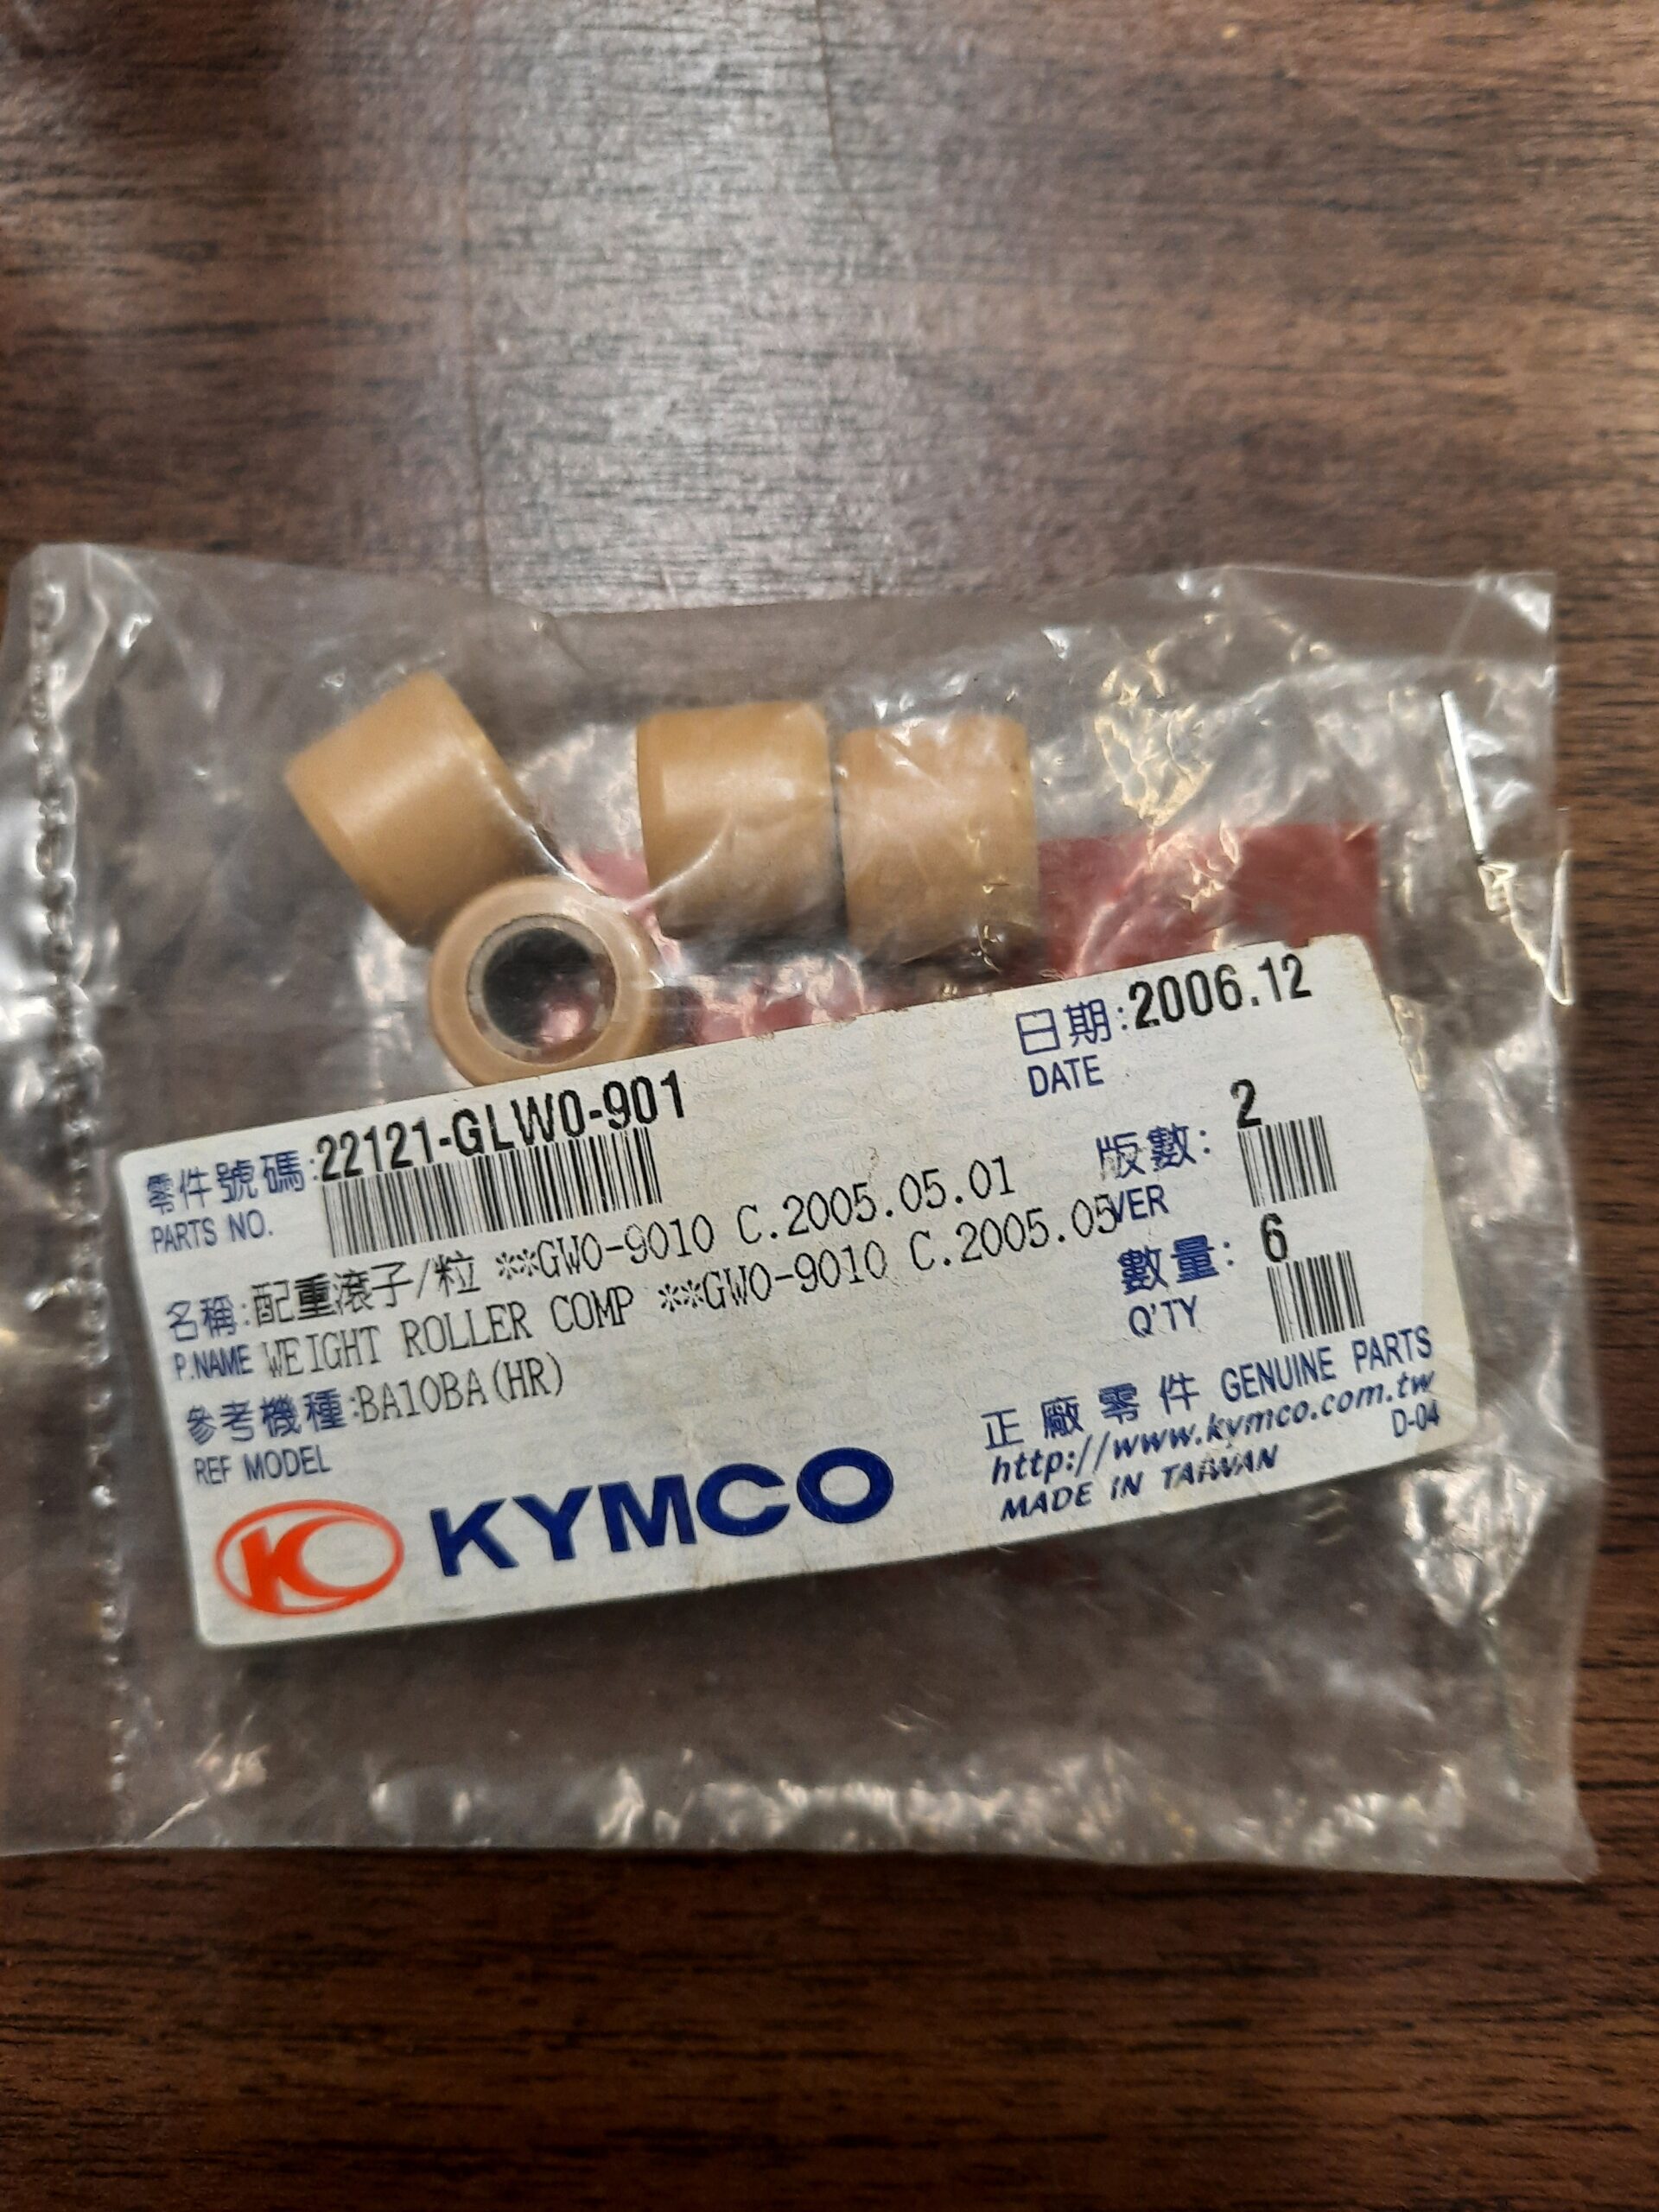 零件號碼:22121-GLW0-901
PARTS NO.
日期:2006.12
DATE
名稱:配重滾子/粒 **GWO-9010 C.2005.05.01
P.NAME WEIGHT ROLLER COMP **GWO-9010 C.2005.05
版數: 2
VER
參考機種:BA10BA(HR)
REF MODEL
數量: 6
Q'TY
KYMCO
正廠零件 GENUINE PARTS
http://www.kymco.com.tw
MADE IN TAIWAN
D-04